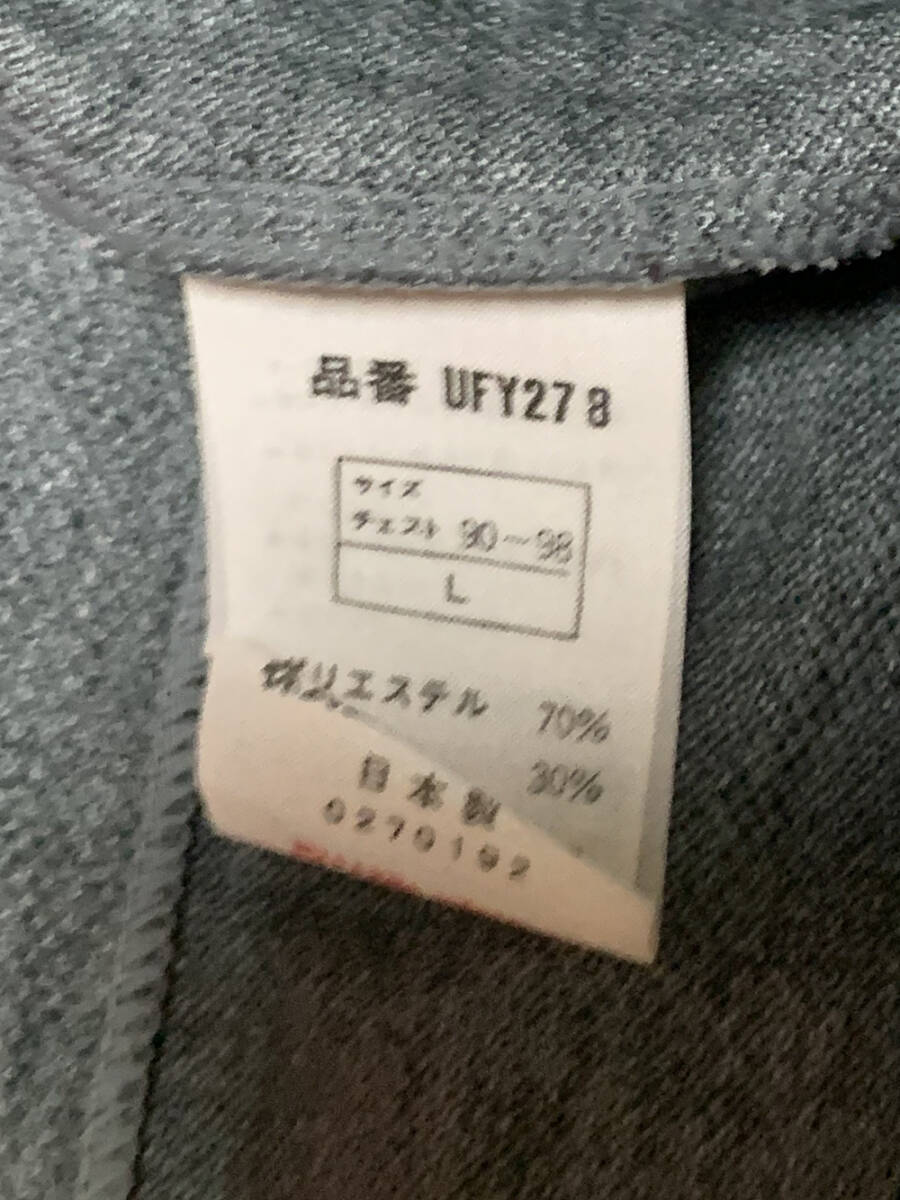 品番 UFY278
サイズ
チェスト 90－98
L
ポリエステル 70%
30%
日本製
0270192